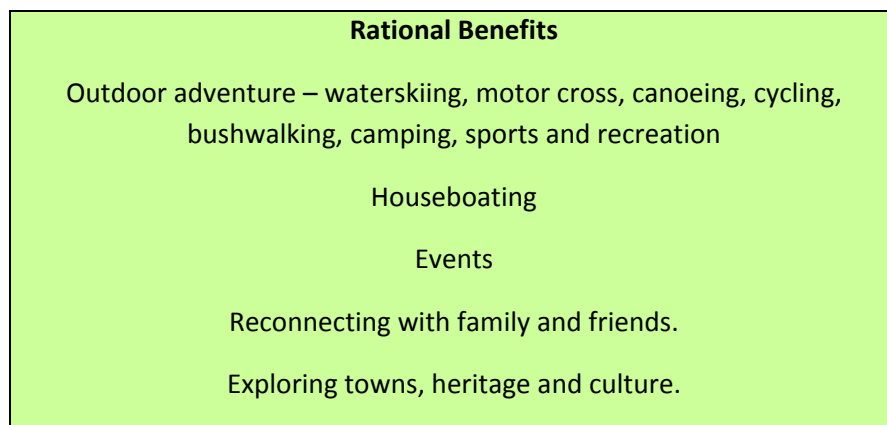 Rational Benefits
Outdoor adventure – waterskiing, motor cross, canoeing, cycling,
bushwalking, camping, sports and recreation
Houseboating
Events
Reconnecting with family and friends.
Exploring towns, heritage and culture.